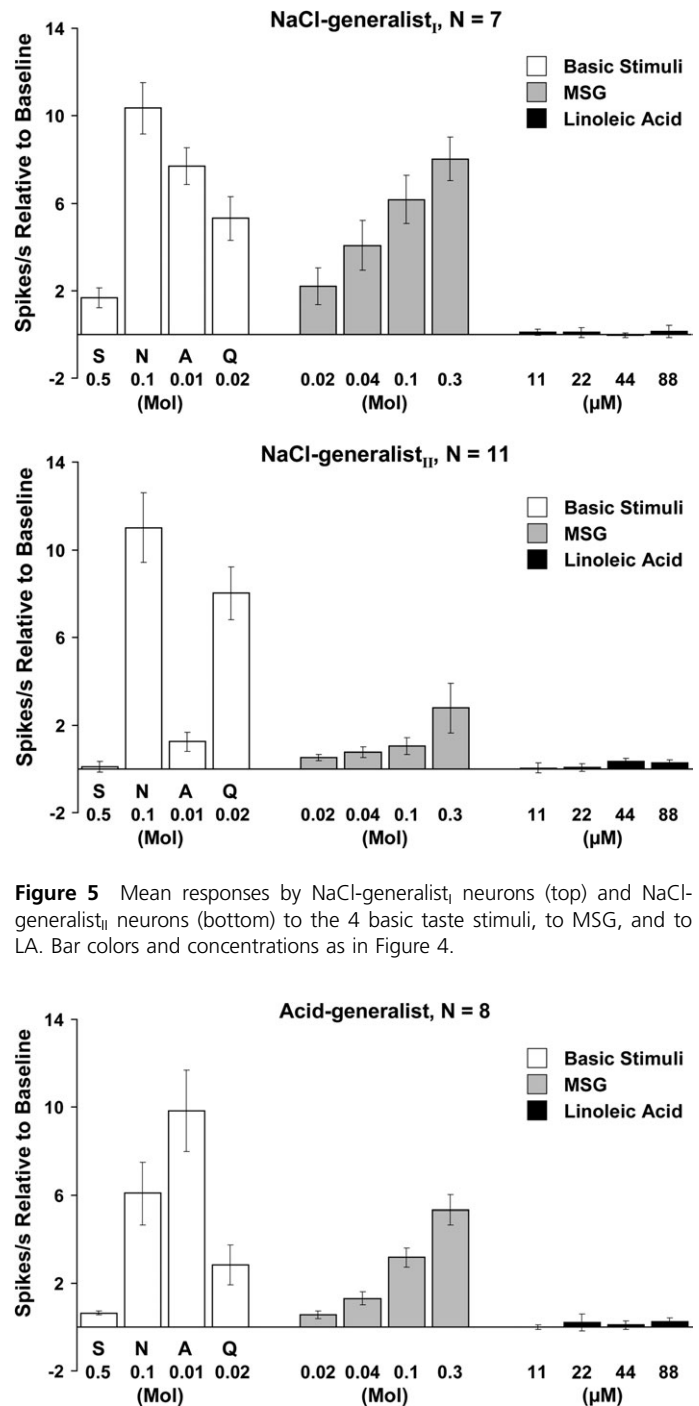 NaCl-generalistI, N = 7
Spikes/s Relative to Baseline
14
10
6
2
-2
Basic Stimuli
MSG
Linoleic Acid
S N A Q
0.5 0.1 0.01 0.02 0.02 0.04 0.1 0.3 11 22 44 88
(Mol) (Mol) (µM)
NaCl-generalistII, N = 11
Spikes/s Relative to Baseline
14
10
6
2
-2
Basic Stimuli
MSG
Linoleic Acid
S N A Q
0.5 0.1 0.01 0.02 0.02 0.04 0.1 0.3 11 22 44 88
(Mol) (Mol) (µM)
Figure 5 Mean responses by NaCl-generalistI neurons (top) and NaCl-
generalistII neurons (bottom) to the 4 basic taste stimuli, to MSG, and to
LA. Bar colors and concentrations as in Figure 4.
Acid-generalist, N = 8
Spikes/s Relative to Baseline
14
10
6
2
-2
Basic Stimuli
MSG
Linoleic Acid
S N A Q
0.5 0.1 0.01 0.02 0.02 0.04 0.1 0.3 11 22 44 88
(Mol) (Mol) (µM)